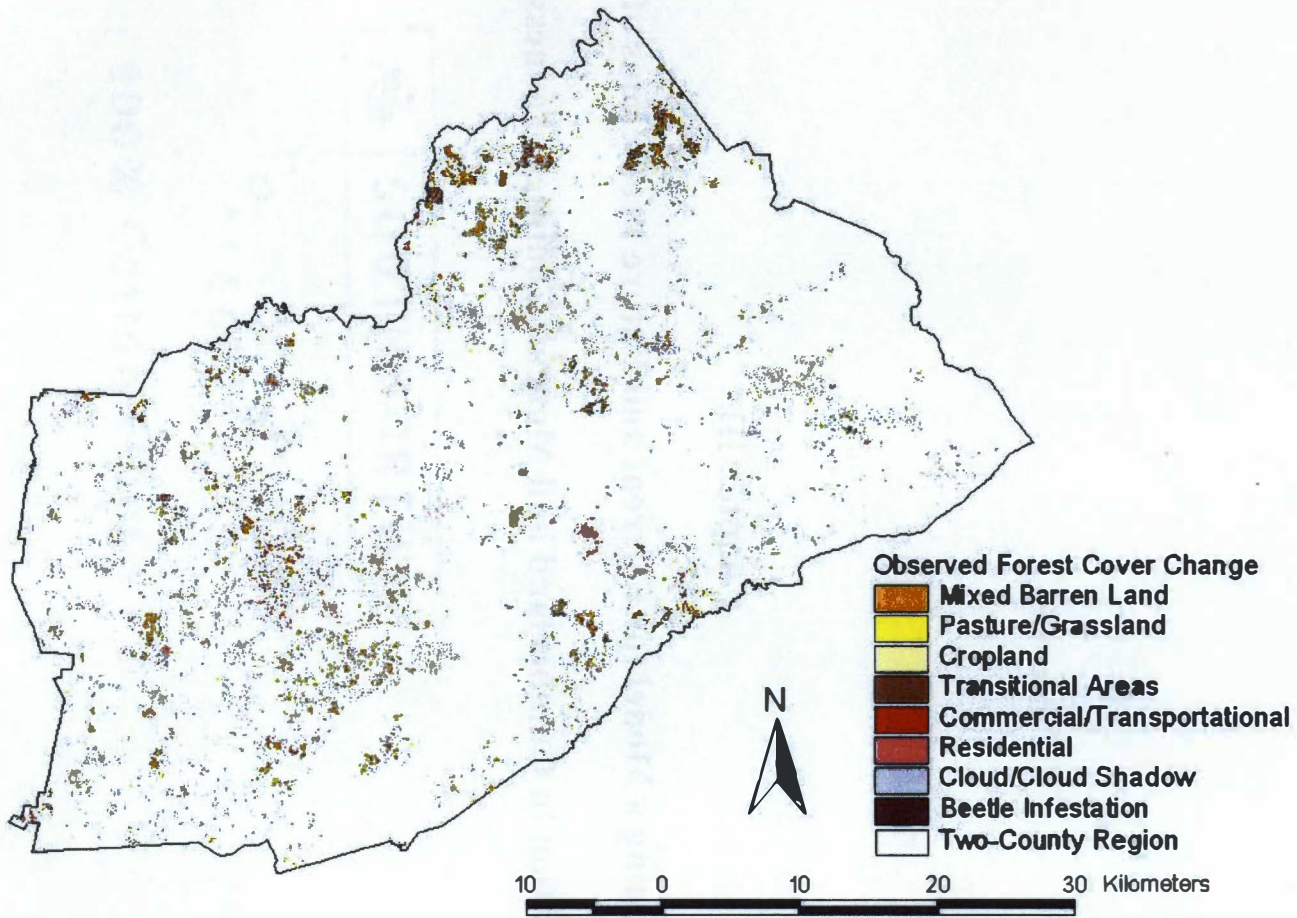 Observed Forest Cover Change
Mixed Barren Land
Pasture/Grassland
Cropland
Transitional Areas
Commercial/Transportational
Residential
Cloud/Cloud Shadow
Beetle Infestation
Two-County Region
N
10 0 10 20 30 Kilometers